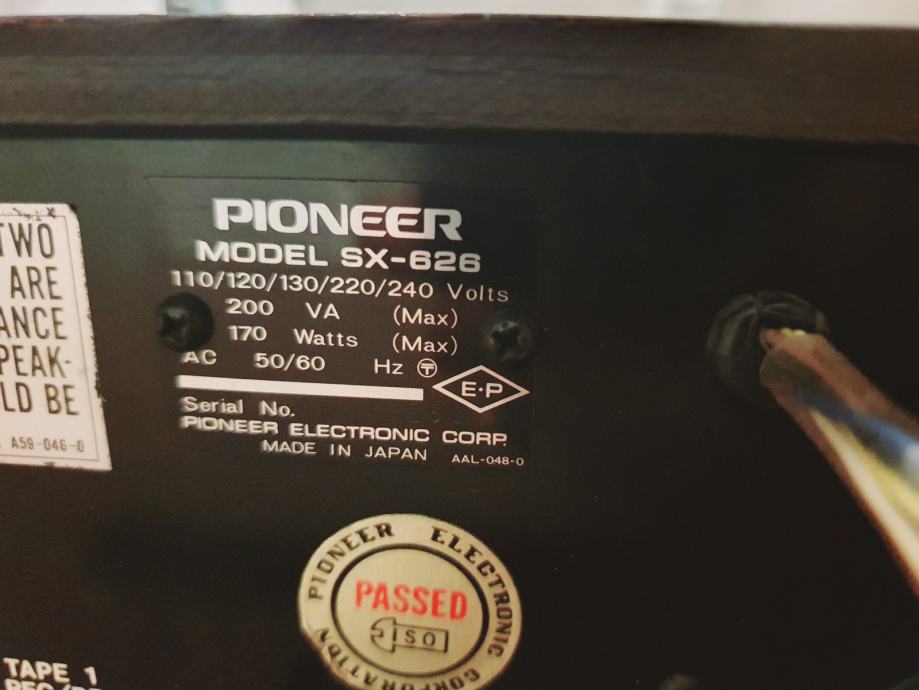 TWO
ARE
ANCE
PEAK-
LD BE
A59-046-0
PIONEER
MODEL SX-626
110/120/130/220/240 Volts
200 VA (Max)
170 Watts (Max)
AC 50/60 Hz Ⓣ
E·P
Serial No.
PIONEER ELECTRONIC CORP.
MADE IN JAPAN AAL-048-0
PIONEER ELECTRONIC CORPORATION
PASSED
ISO
TAPE 1